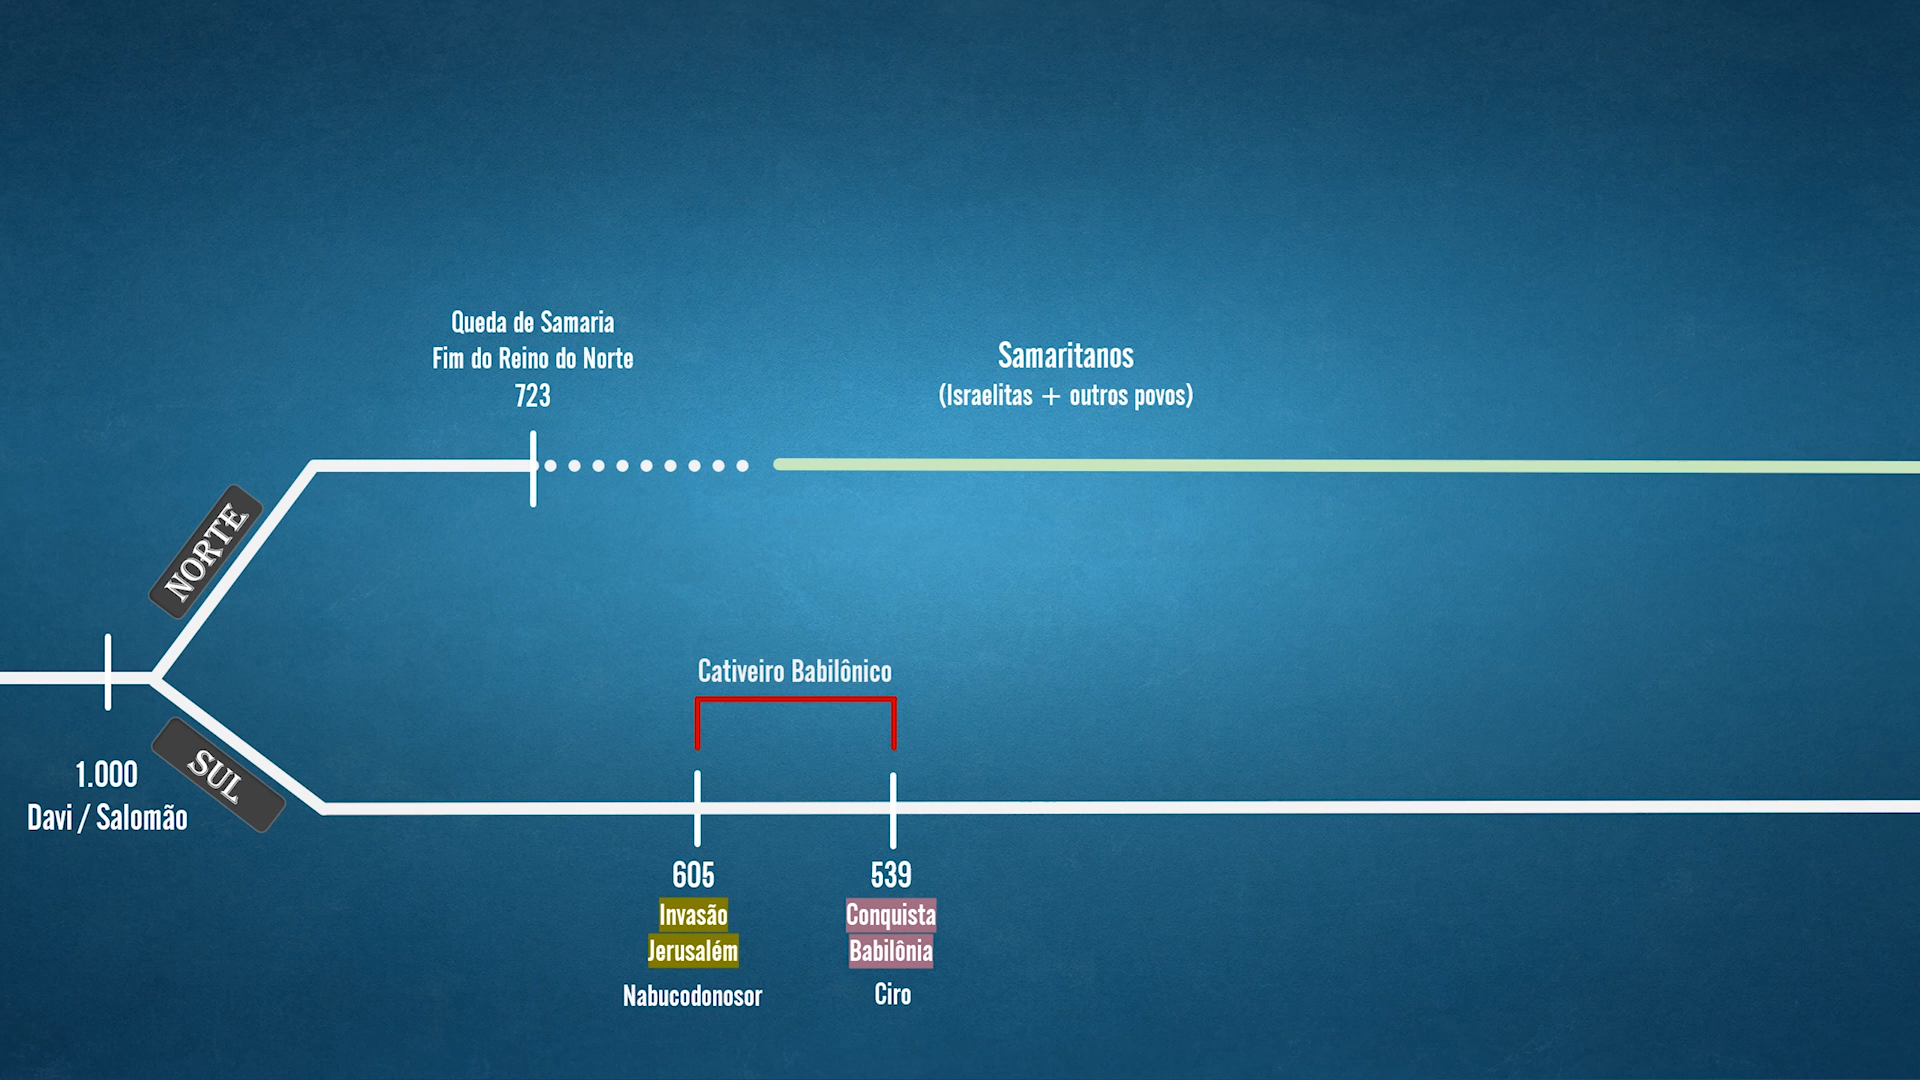 Queda de Samaria
Fim do Reino do Norte
723
Samaritanos
(Israelitas + outros povos)
NORTE
SUL
1.000
Davi / Salomão
Cativeiro Babilônico
605
Invasão
Jerusalém
Nabucodonosor
539
Conquista
Babilônia
Ciro